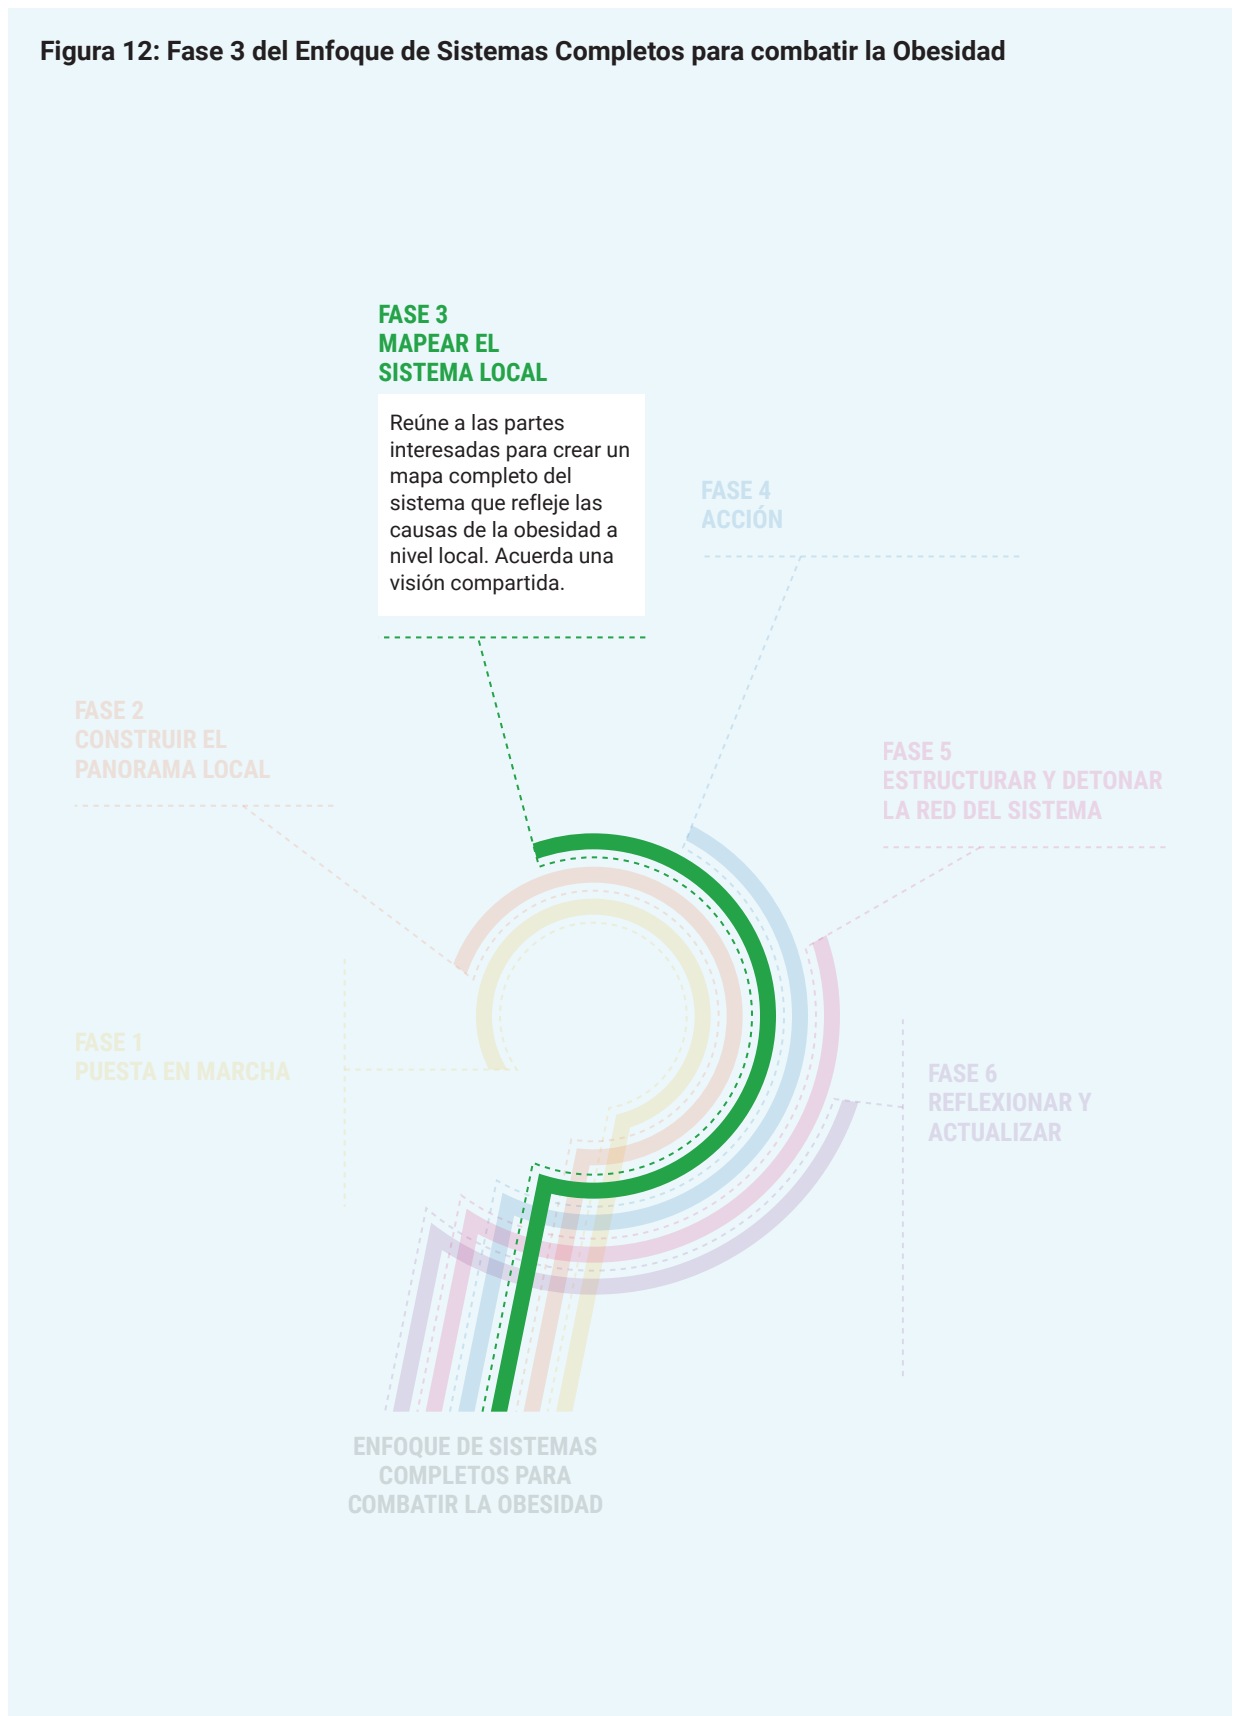 Figura 12: Fase 3 del Enfoque de Sistemas Completos para combatir la Obesidad
FASE 3
MAPEAR EL
SISTEMA LOCAL
Reúne a las partes
interesadas para crear un
mapa completo del
sistema que refleje las
causas de la obesidad a
nivel local. Acuerda una
visión compartida.
FASE 4
ACCIÓN
FASE 2
CONSTRUIR EL
PANORAMA LOCAL
FASE 5
ESTRUCTURAR Y DETONAR
LA RED DEL SISTEMA
FASE 1
PUESTA EN MARCHA
FASE 6
REFLEXIONAR Y
ACTUALIZAR
ENFOQUE DE SISTEMAS
COMPLETOS PARA
COMBATIR LA OBESIDAD